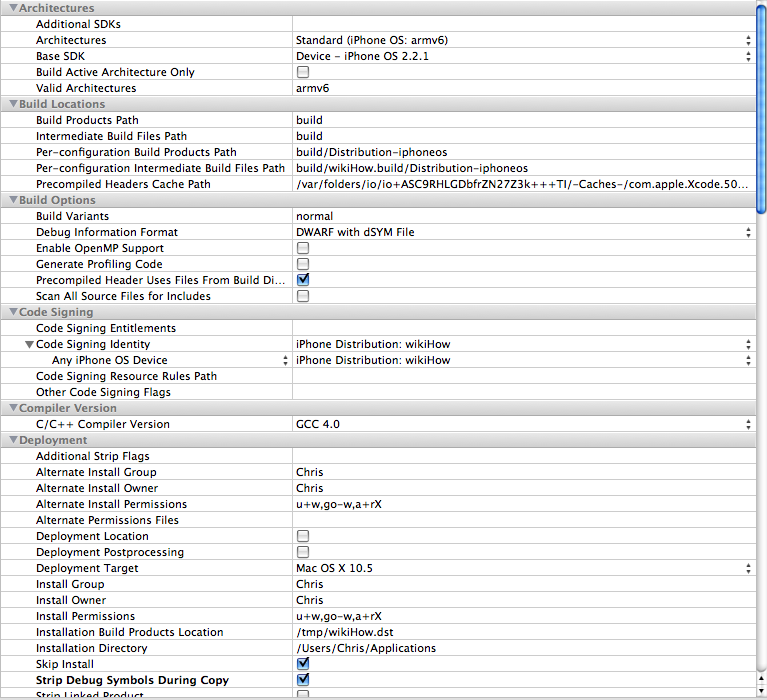 Architectures
Additional SDKs
Architectures Standard (iPhone OS: armv6)
Base SDK Device – iPhone OS 2.2.1
Build Active Architecture Only
Valid Architectures armv6
Build Locations
Build Products Path build
Intermediate Build Files Path build
Per-configuration Build Products Path build/Distribution-iphoneos
Per-configuration Intermediate Build Files Path build/wikiHow.build/Distribution-iphoneos
Precompiled Headers Cache Path /var/folders/io/io+ASC9RHLGDbfrZN27Z3k+++TI/-Caches-/com.apple.Xcode.50...
Build Options
Build Variants normal
Debug Information Format DWARF with dSYM File
Enable OpenMP Support
Generate Profiling Code
Precompiled Header Uses Files From Build Di...
Scan All Source Files for Includes
Code Signing
Code Signing Entitlements
Code Signing Identity iPhone Distribution: wikiHow
Any iPhone OS Device iPhone Distribution: wikiHow
Code Signing Resource Rules Path
Other Code Signing Flags
Compiler Version
C/C++ Compiler Version GCC 4.0
Deployment
Additional Strip Flags
Alternate Install Group Chris
Alternate Install Owner Chris
Alternate Install Permissions u+w,go-w,a+rX
Alternate Permissions Files
Deployment Location
Deployment Postprocessing
Deployment Target Mac OS X 10.5
Install Group Chris
Install Owner Chris
Install Permissions u+w,go-w,a+rX
Installation Build Products Location /tmp/wikiHow.dst
Installation Directory /Users/Chris/Applications
Skip Install
Strip Debug Symbols During Copy
Strip Linked Product